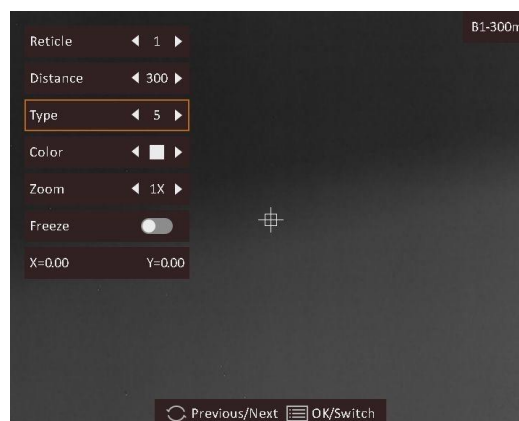 B1-300m
Reticle 1
Distance 300
Type 5
Color
Zoom 1X
Freeze
X=0.00 Y=0.00
Previous/Next OK/Switch